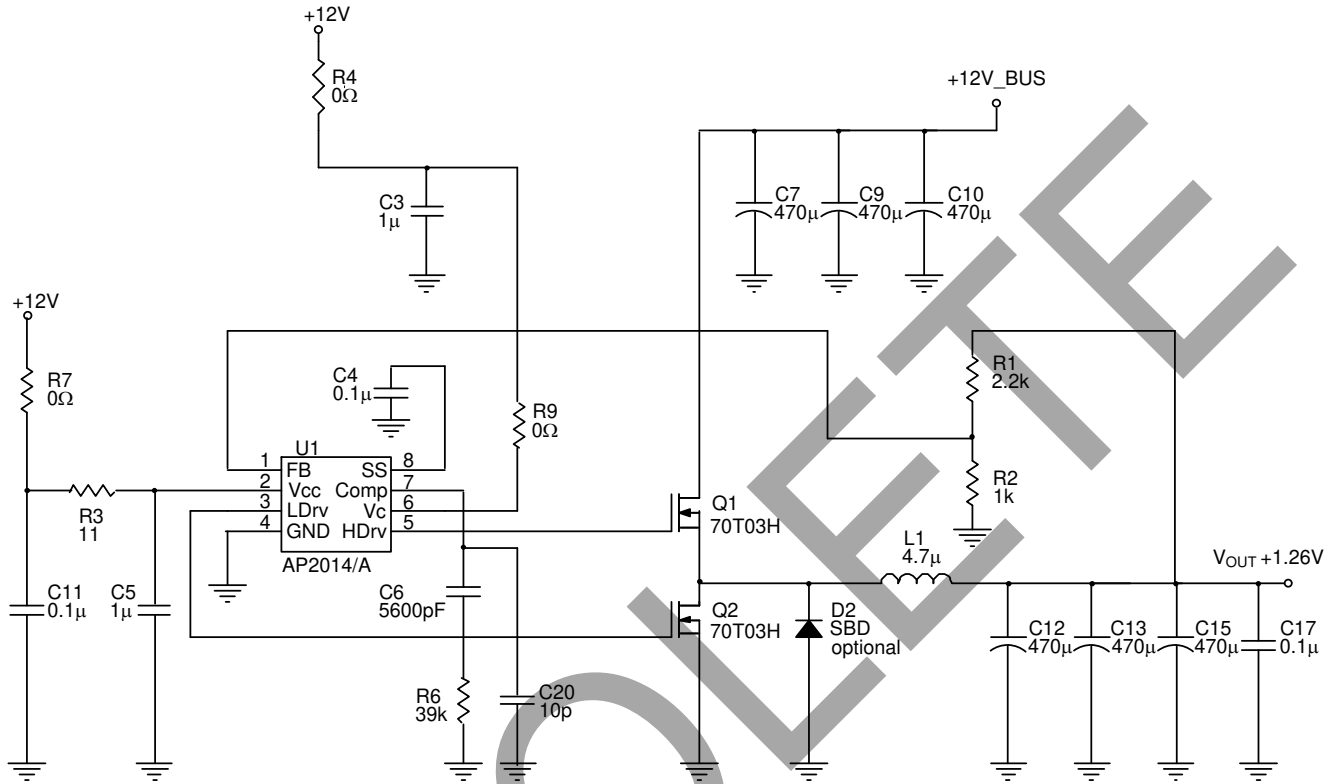 +12V
R4
0Ω
+12V_BUS
C3
1µ
C7
470µ
C9
470µ
C10
470µ
+12V
R7
0Ω
C4
0.1µ
R9
0Ω
R1
2.2k
R2
1k
U1
1 FB SS 8
2 Vcc Comp 7
3 LDrv Vc 6
4 GND HDrv 5
AP2014/A
R3
11
C11
0.1µ
C5
1µ
C6
5600pF
R6
39k
C20
10p
Q1
70T03H
Q2
70T03H
D2
SBD
optional
L1
4.7µ
VOUT +1.26V
C12
470µ
C13
470µ
C15
470µ
C17
0.1µ
OLETE